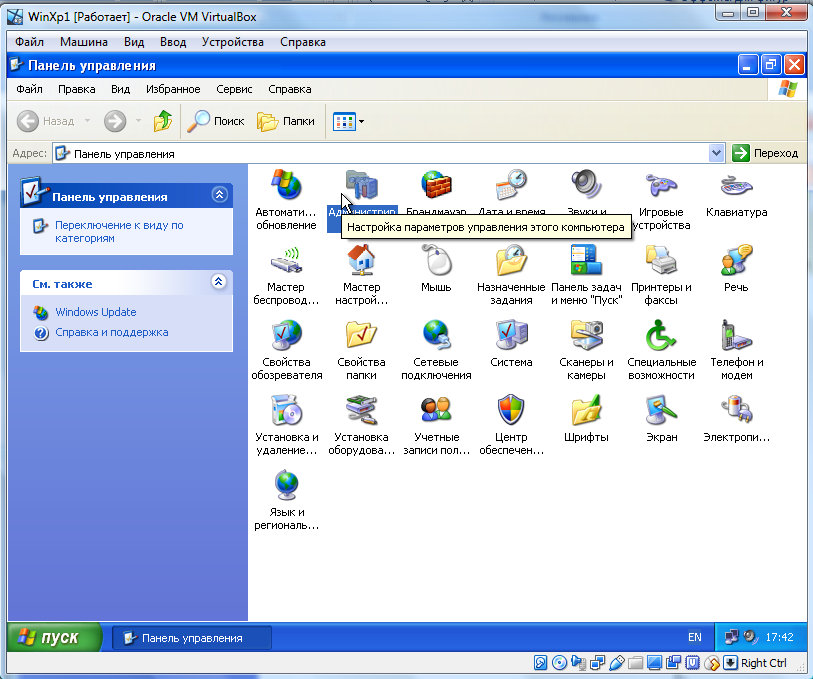 WinXp1 [Работает] - Oracle VM VirtualBox
Файл Машина Вид Ввод Устройства Справка
Панель управления
Файл Правка Вид Избранное Сервис Справка
Назад Поиск Папки
Адрес: Панель управления Переход
Панель управления
Переключение к виду по
категориям
См. также
Windows Update
Справка и поддержка
Автомати...
обновление
Администрир
Брандмауэр
Дата и время
Звуки и
Игровые
устройства
Клавиатура
Настройка параметров управления этого компьютера
Мастер
беспровод...
Мастер
настрой...
Мышь
Назначенные
задания
Панель задач
и меню "Пуск"
Принтеры и
факсы
Речь
Свойства
обозревателя
Свойства
папки
Сетевые
подключения
Система
Сканеры и
камеры
Специальные
возможности
Телефон и
модем
Установка и
удаление...
Установка
оборудова...
Учетные
записи пол...
Центр
обеспечен...
Шрифты
Экран
Электропи...
Язык и
региональ...
пуск
Панель управления
EN
17:42
Right Ctrl